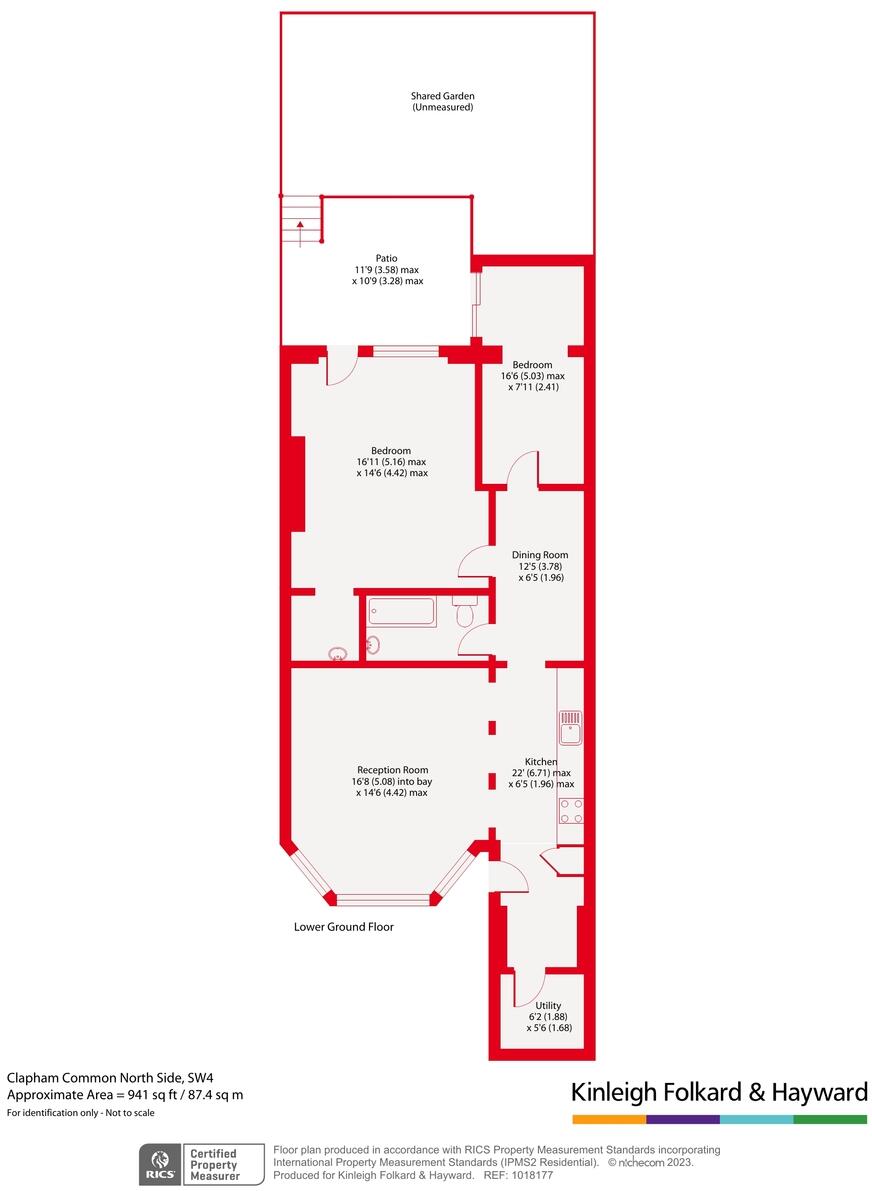 Shared Garden
(Unmeasured)
Patio
11'9 (3.58) max
x 10'9 (3.28) max
Bedroom
16'6 (5.03) max
x 7'11 (2.41)
Bedroom
16'11 (5.16) max
x 14'6 (4.42) max
Dining Room
12'5 (3.78)
x 6'5 (1.96)
Kitchen
22' (6.71) max
x 6'5 (1.96) max
Reception Room
16'8 (5.08) into bay
x 14'6 (4.42) max
Lower Ground Floor
Utility
6'2 (1.88)
x 5'6 (1.68)
Clapham Common North Side, SW4
Approximate Area = 941 sq ft / 87.4 sq m
For identification only - Not to scale
Kinleigh Folkard & Hayward
RICS
Certified
Property
Measurer
Floor plan produced in accordance with RICS Property Measurement Standards incorporating
International Property Measurement Standards (IPMS2 Residential). © nichecom 2023.
Produced for Kinleigh Folkard & Hayward. REF: 1018177